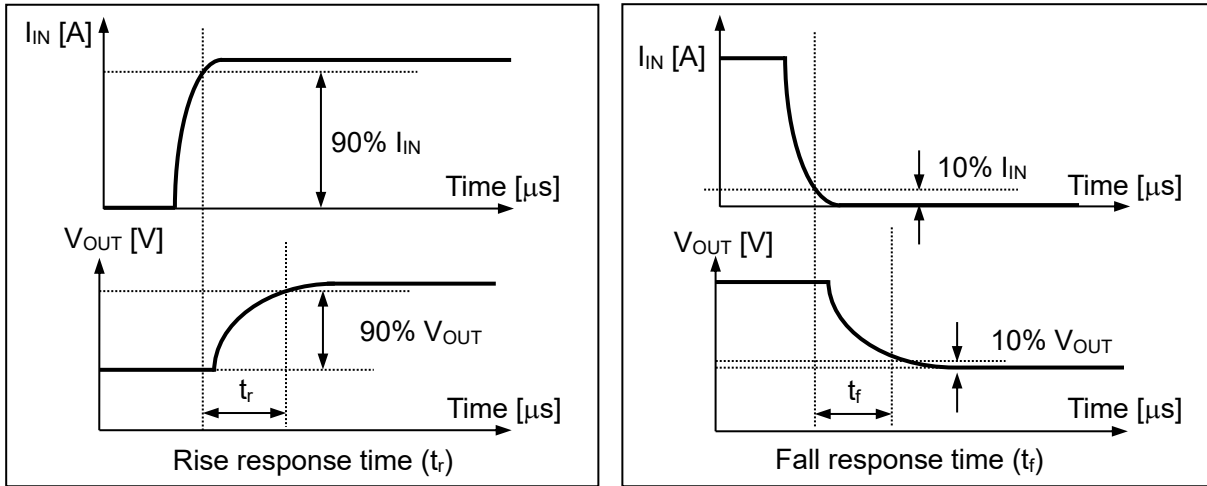 I_IN [A]
90% I_IN
Time [μs]
V_OUT [V]
90% V_OUT
t_r
Time [μs]
Rise response time (t_r)
I_IN [A]
10% I_IN
Time [μs]
V_OUT [V]
10% V_OUT
t_f
Time [μs]
Fall response time (t_f)